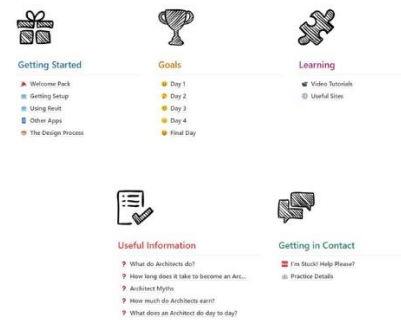 Getting Started
Welcome Pack
Getting Setup
Using Revit
Other Apps
The Design Process
Goals
Day 1
Day 2
Day 3
Day 4
Final Day
Learning
Video Tutorials
Useful Sites
Useful Information
? What do Architects do?
? How long does it take to become an Arc...
? Architect Myths
? How much do Architects earn?
? What does an Architect do day to day?
Getting in Contact
I'm Stuck! Help Please?
Practice Details